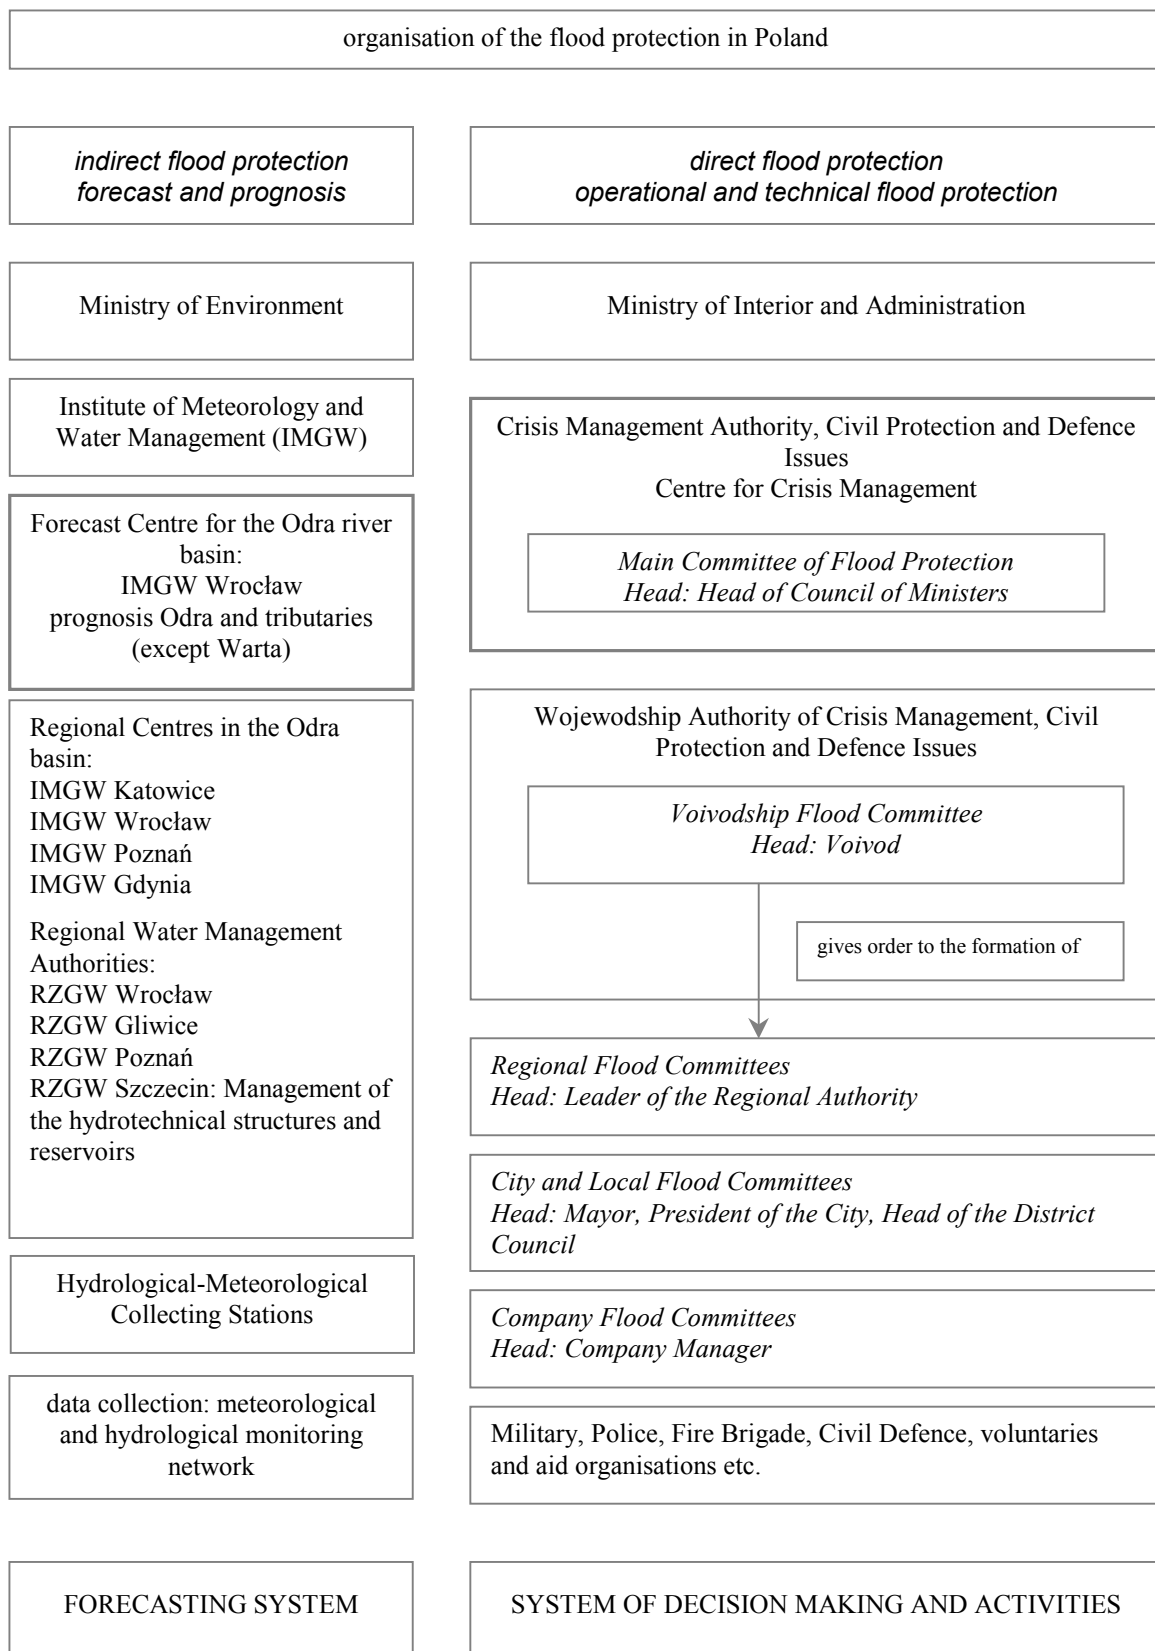 organisation of the flood protection in Poland
indirect flood protection
forecast and prognosis
direct flood protection
operational and technical flood protection
Ministry of Environment
Ministry of Interior and Administration
Institute of Meteorology and
Water Management (IMGW)
Crisis Management Authority, Civil Protection and Defence
Issues
Centre for Crisis Management
Main Committee of Flood Protection
Head: Head of Council of Ministers
Forecast Centre for the Odra river
basin:
IMGW Wrocław
prognosis Odra and tributaries
(except Warta)
Wojewodship Authority of Crisis Management, Civil
Protection and Defence Issues
Voivodship Flood Committee
Head: Voivod
gives order to the formation of
Regional Centres in the Odra
basin:
IMGW Katowice
IMGW Wrocław
IMGW Poznań
IMGW Gdynia
Regional Water Management
Authorities:
RZGW Wrocław
RZGW Gliwice
RZGW Poznań
RZGW Szczecin: Management of
the hydrotechnical structures and
reservoirs
Regional Flood Committees
Head: Leader of the Regional Authority
City and Local Flood Committees
Head: Mayor, President of the City, Head of the District
Council
Hydrological-Meteorological
Collecting Stations
Company Flood Committees
Head: Company Manager
data collection: meteorological
and hydrological monitoring
network
Military, Police, Fire Brigade, Civil Defence, voluntaries
and aid organisations etc.
FORECASTING SYSTEM
SYSTEM OF DECISION MAKING AND ACTIVITIES